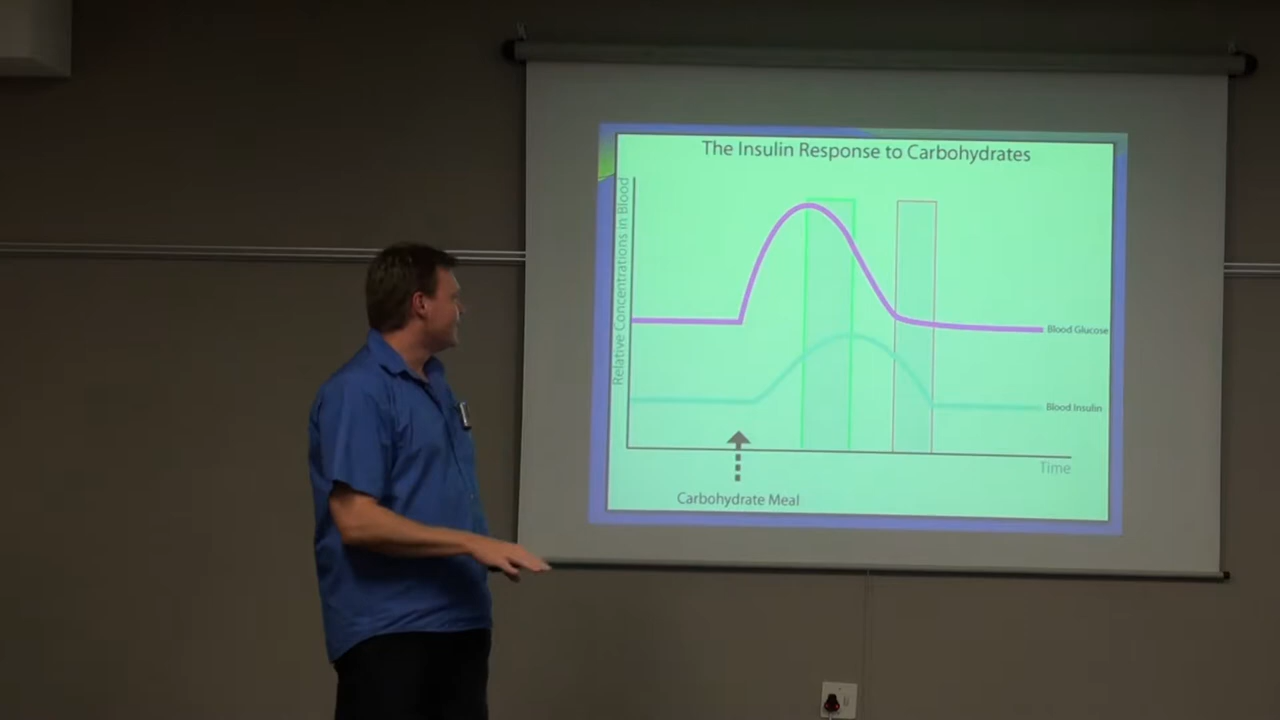 The Insulin Response to Carbohydrates
Relative Concentrations in Blood
Blood Glucose
Blood Insulin
Time
Carbohydrate Meal